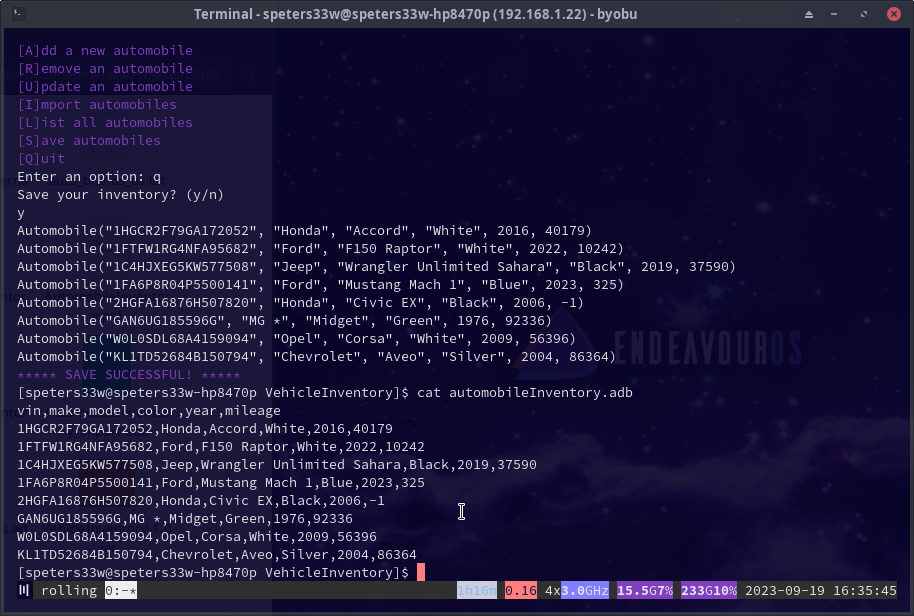 Terminal - speters33w@speters33w-hp8470p (192.168.1.22) - byobu
[A]dd a new automobile
[R]emove an automobile
[U]pdate an automobile
[I]mport automobiles
[L]ist all automobiles
[S]ave automobiles
[Q]uit
Enter an option: q
Save your inventory? (y/n)
y
Automobile("1HGCR2F79GA172052", "Honda", "Accord", "White", 2016, 40179)
Automobile("1FTFW1RG4NFA95682", "Ford", "F150 Raptor", "White", 2022, 10242)
Automobile("1C4HJXEG5KW577508", "Jeep", "Wrangler Unlimited Sahara", "Black", 2019, 37590)
Automobile("1FA6P8R04P5500141", "Ford", "Mustang Mach 1", "Blue", 2023, 325)
Automobile("2HGFA16876H507820", "Honda", "Civic EX", "Black", 2006, -1)
Automobile("GAN6UG185596G", "MG *", "Midget", "Green", 1976, 92336)
Automobile("W0L0SDL68A4159094", "Opel", "Corsa", "White", 2009, 56396)
Automobile("KL1TD52684B150794", "Chevrolet", "Aveo", "Silver", 2004, 86364)
ENDEAVOUROS
***** SAVE SUCCESSFUL! *****
[speters33w@speters33w-hp8470p VehicleInventory]$ cat automobileInventory.adb
vin,make,model,color,year,mileage
1HGCR2F79GA172052,Honda,Accord,White,2016,40179
1FTFW1RG4NFA95682,Ford,F150 Raptor,White,2022,10242
1C4HJXEG5KW577508,Jeep,Wrangler Unlimited Sahara,Black,2019,37590
1FA6P8R04P5500141,Ford,Mustang Mach 1,Blue,2023,325
2HGFA16876H507820,Honda,Civic EX,Black,2006,-1
GAN6UG185596G,MG *,Midget,Green,1976,92336
W0L0SDL68A4159094,Opel,Corsa,White,2009,56396
KL1TD52684B150794,Chevrolet,Aveo,Silver,2004,86364
[speters33w@speters33w-hp8470p VehicleInventory]$
rolling 0:-* 1h16m 0.16 4x3.0GHz 15.5G7% 233G10% 2023-09-19 16:35:45